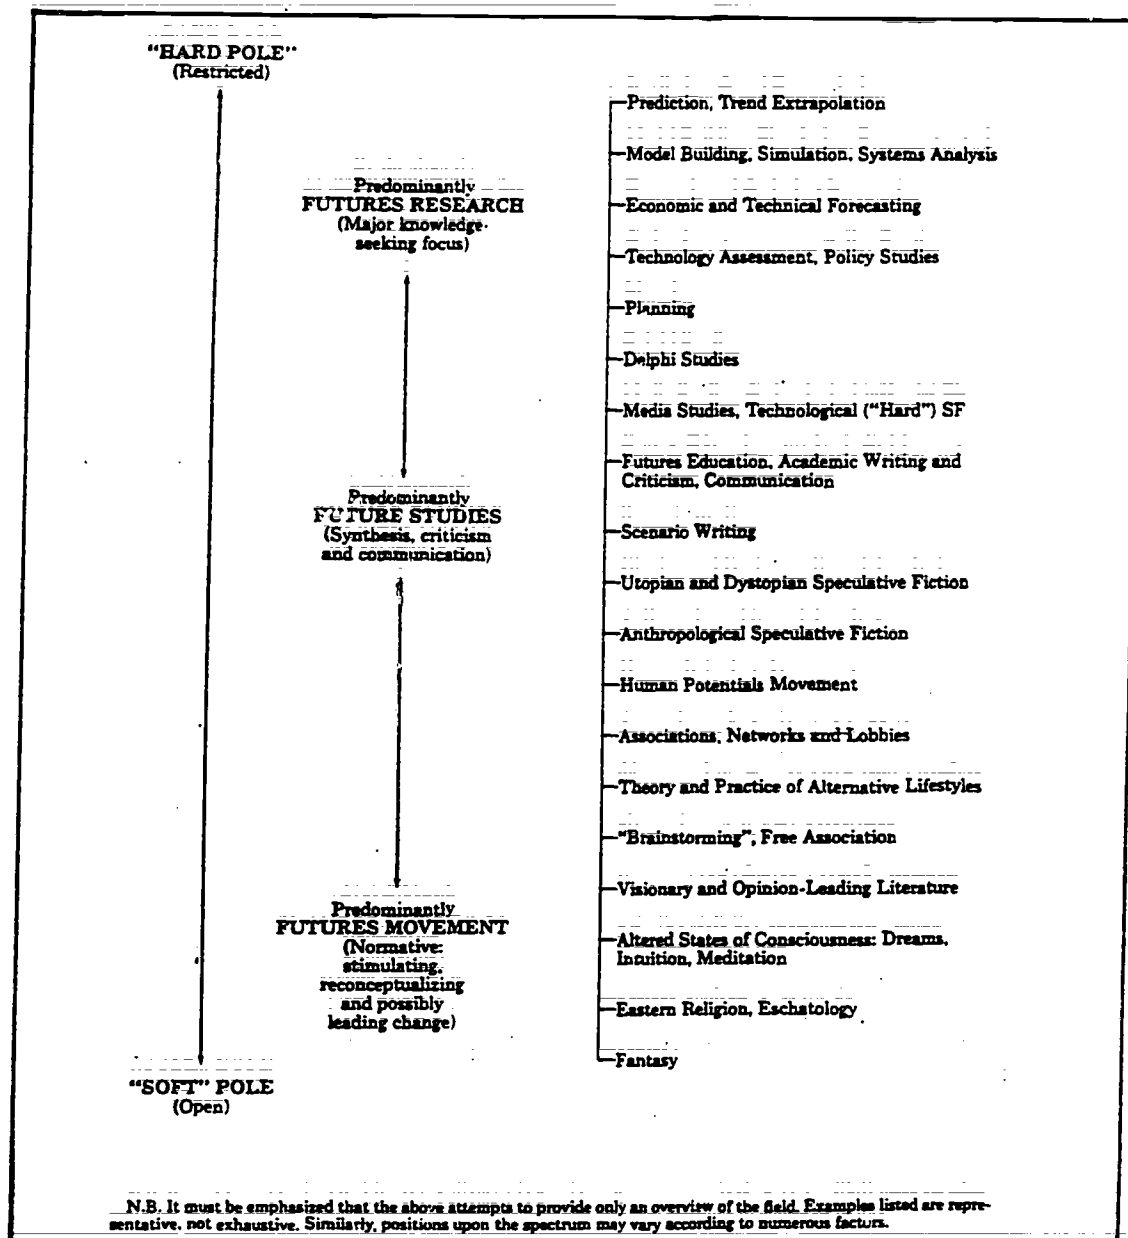 "HARD POLE"
(Restricted)
Predominantly
FUTURES RESEARCH
(Major knowledge-
seeking focus)
Predominantly
FUTURE STUDIES
(Synthesis, criticism
and communication)
Predominantly
FUTURES MOVEMENT
(Normative:
stimulating,
reconceptualizing
and possibly
leading change)
"SOFT" POLE
(Open)
Prediction, Trend Extrapolation
Model Building, Simulation, Systems Analysis
Economic and Technical Forecasting
Technology Assessment, Policy Studies
Planning
Delphi Studies
Media Studies, Technological ("Hard") SF
Futures Education, Academic Writing and
Criticism, Communication
Scenario Writing
Utopian and Dystopian Speculative Fiction
Anthropological Speculative Fiction
Human Potentials Movement
Associations, Networks and Lobbies
Theory and Practice of Alternative Lifestyles
"Brainstorming", Free Association
Visionary and Opinion-Leading Literature
Altered States of Consciousness: Dreams,
Intuition, Meditation
Eastern Religion, Eschatology
Fantasy
N.B. It must be emphasized that the above attempts to provide only an overview of the field. Examples listed are repre-
sentative, not exhaustive. Similarly, positions upon the spectrum may vary according to numerous factors.